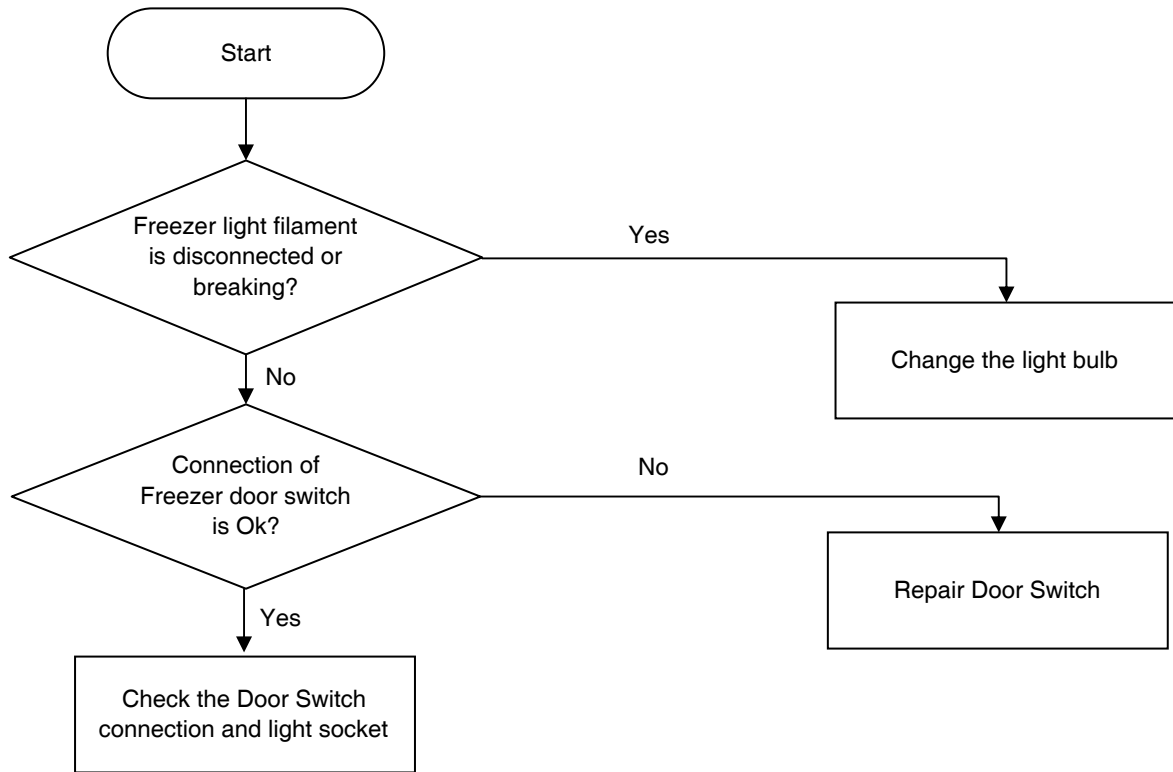 Start
Freezer light filament
is disconnected or
breaking?
Yes
Change the light bulb
No
Connection of
Freezer door switch
is Ok?
No
Repair Door Switch
Yes
Check the Door Switch
connection and light socket